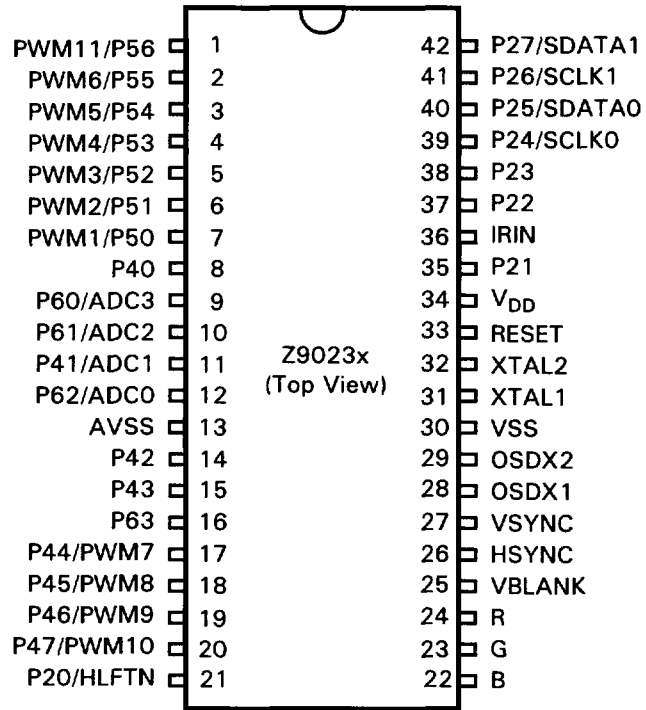 PWM11/P56 1 42 P27/SDATA1
PWM6/P55 2 41 P26/SCLK1
PWM5/P54 3 40 P25/SDATA0
PWM4/P53 4 39 P24/SCLK0
PWM3/P52 5 38 P23
PWM2/P51 6 37 P22
PWM1/P50 7 36 IRIN
P40 8 35 P21
P60/ADC3 9 34 VDD
P61/ADC2 10 33 RESET
P41/ADC1 11 Z9023x 32 XTAL2
P62/ADC0 12 (Top View) 31 XTAL1
AVSS 13 30 VSS
P42 14 29 OSDX2
P43 15 28 OSDX1
P63 16 27 VSYNC
P44/PWM7 17 26 HSYNC
P45/PWM8 18 25 VBLANK
P46/PWM9 19 24 R
P47/PWM10 20 23 G
P20/HLFTN 21 22 B